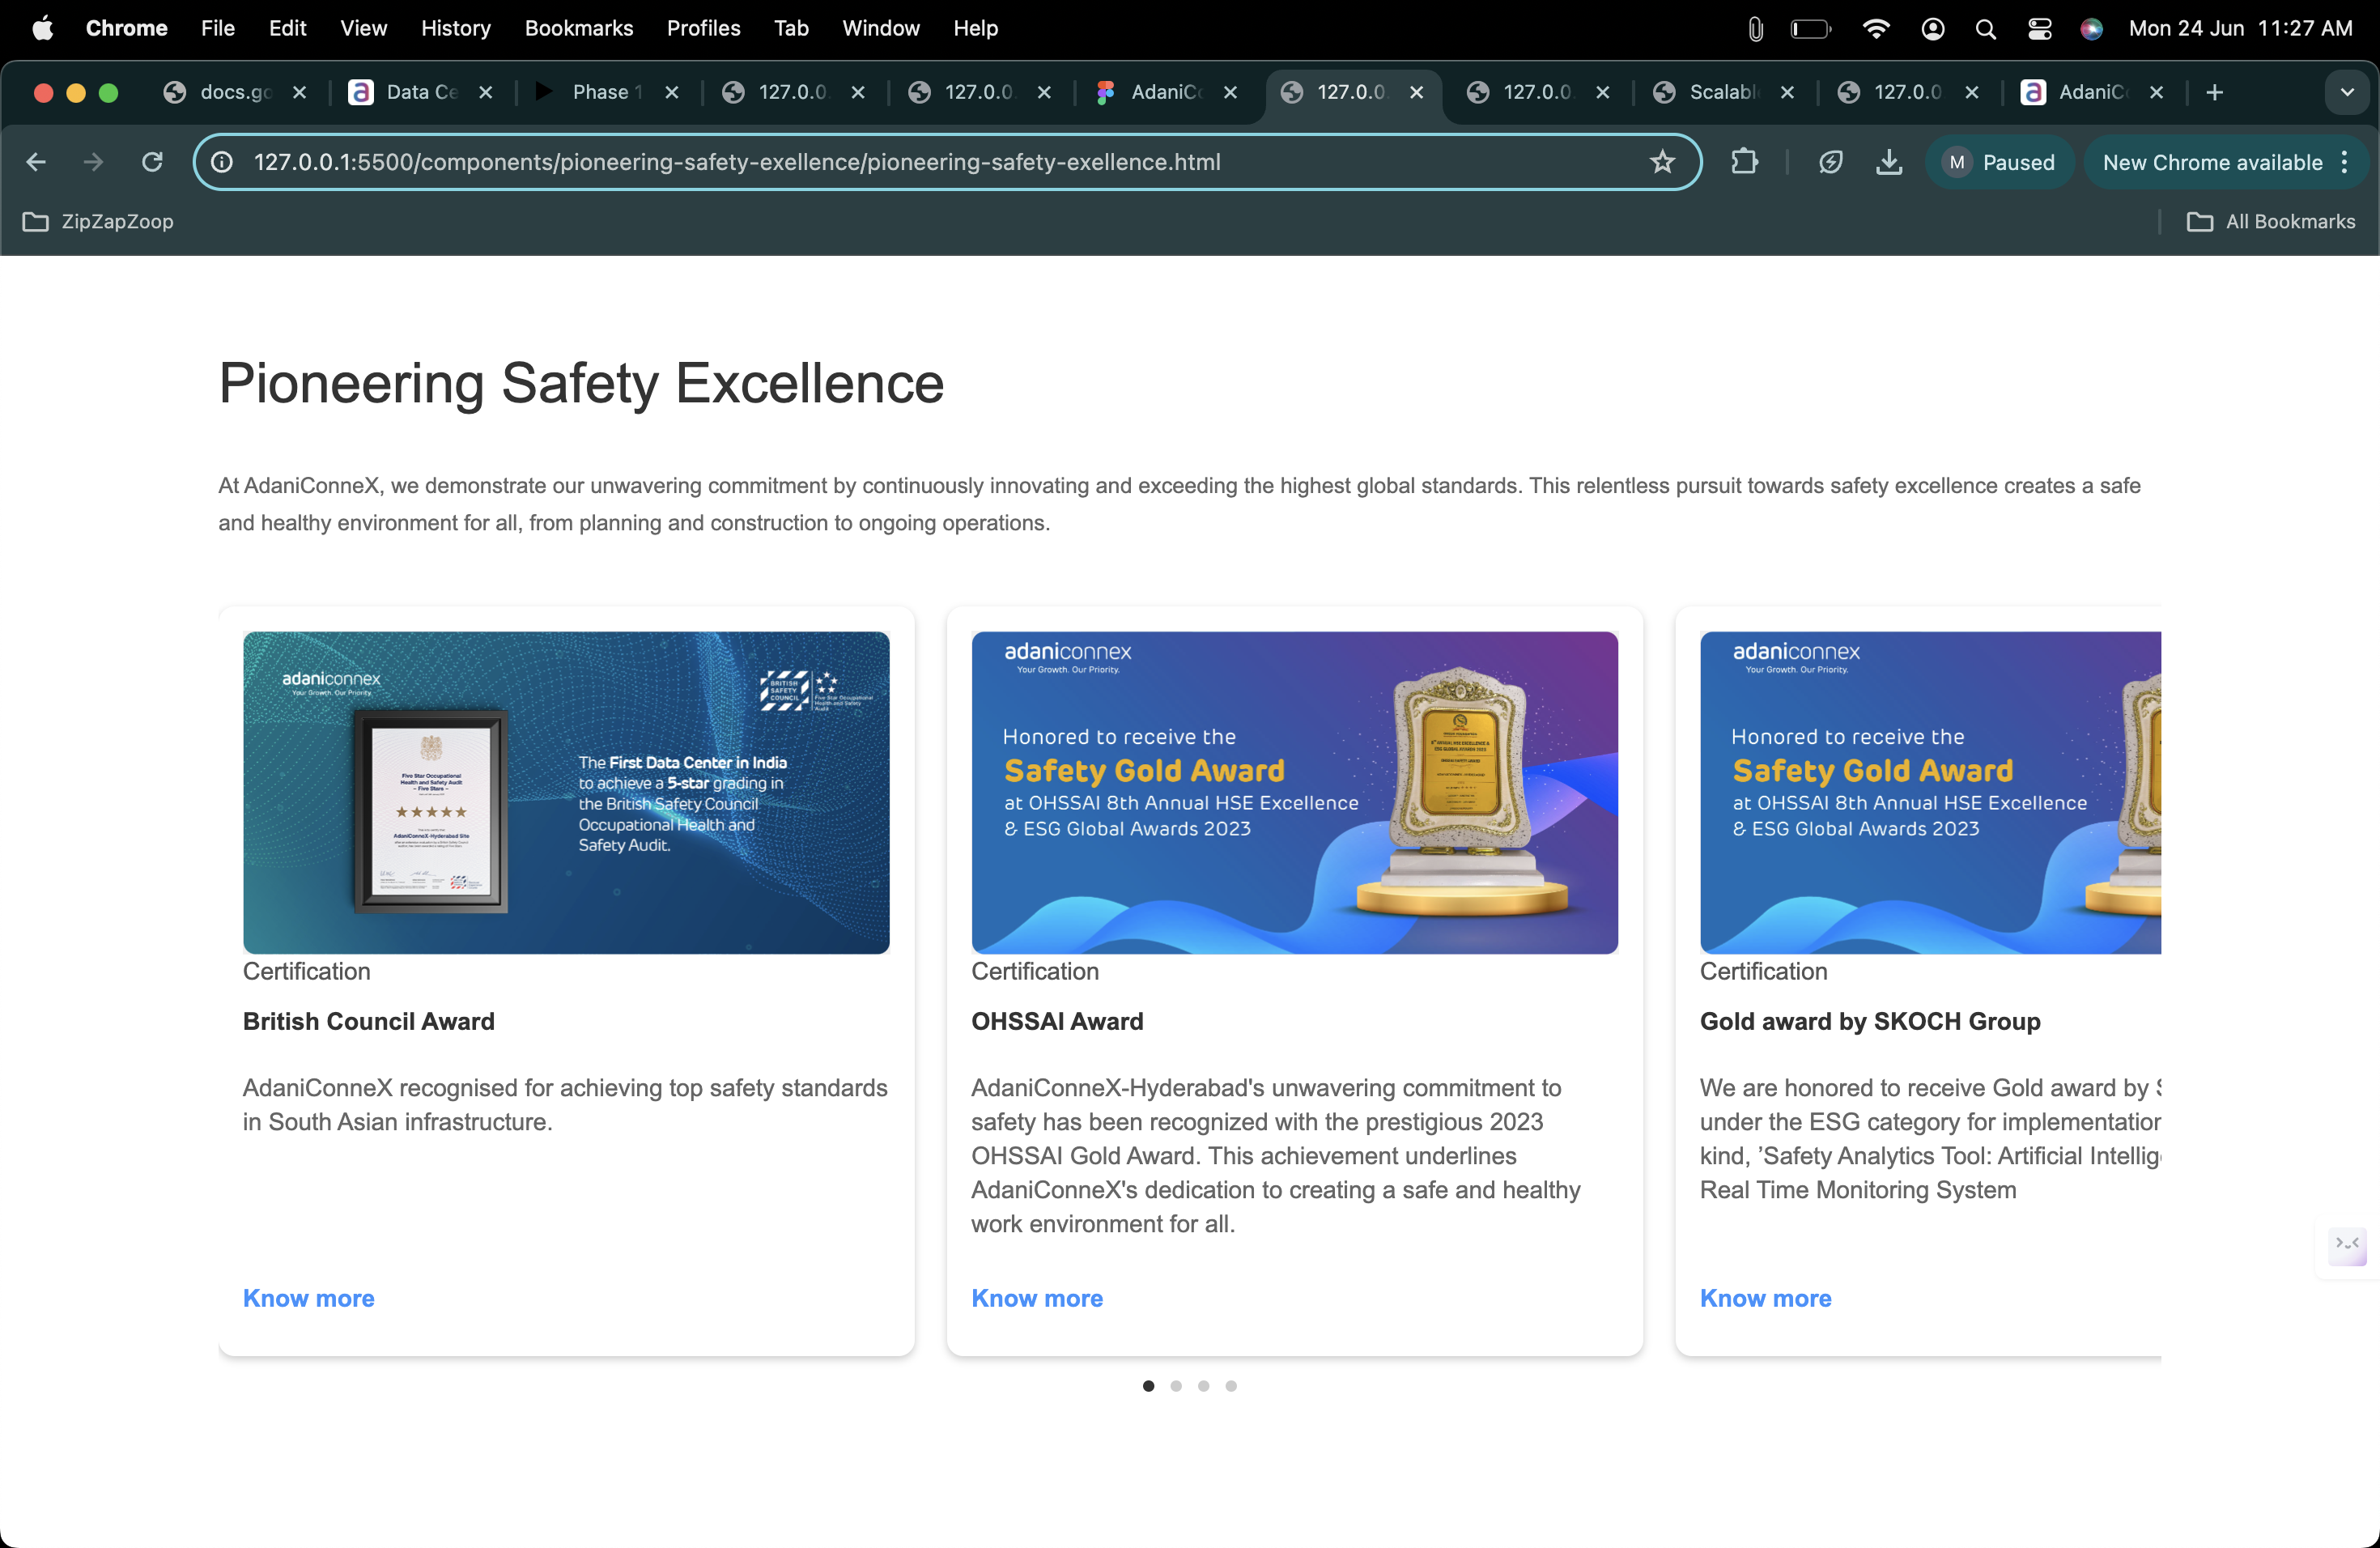 Chrome File Edit View History Bookmarks Profiles Tab Window Help Mon 24 Jun 11:27 AM
docs.go Data Ce Phase 1 127.0.0. 127.0.0. AdaniCo 127.0.0. 127.0.0. Scalabl 127.0.0 AdaniC
127.0.0.1:5500/components/pioneering-safety-exellence/pioneering-safety-exellence.html M Paused New Chrome available
ZipZapZoop All Bookmarks
Pioneering Safety Excellence
At AdaniConneX, we demonstrate our unwavering commitment by continuously innovating and exceeding the highest global standards. This relentless pursuit towards safety excellence creates a safe
and healthy environment for all, from planning and construction to ongoing operations.
adaniconnex
Your Growth. Our Priority.
BRITISH
SAFETY
COUNCIL
Five Star Occupational
Health and Safety
Audit
Five Star Occupational
Health and Safety Audit
– Five Stars –
AdaniConneX-Hyderabad Site
The First Data Center in India
to achieve a 5-star grading in
the British Safety Council
Occupational Health and
Safety Audit.
Certification
British Council Award
AdaniConneX recognised for achieving top safety standards
in South Asian infrastructure.
Know more
adaniconnex
Your Growth. Our Priority.
Honored to receive the
Safety Gold Award
at OHSSAI 8th Annual HSE Excellence
& ESG Global Awards 2023
Certification
OHSSAI Award
AdaniConneX-Hyderabad's unwavering commitment to
safety has been recognized with the prestigious 2023
OHSSAI Gold Award. This achievement underlines
AdaniConneX's dedication to creating a safe and healthy
work environment for all.
Know more
adaniconnex
Your Growth. Our Priority.
Honored to receive the
Safety Gold Award
at OHSSAI 8th Annual HSE Excellence
& ESG Global Awards 2023
Certification
Gold award by SKOCH Group
We are honored to receive Gold award by S
under the ESG category for implementation
kind, ’Safety Analytics Tool: Artificial Intellig
Real Time Monitoring System
Know more